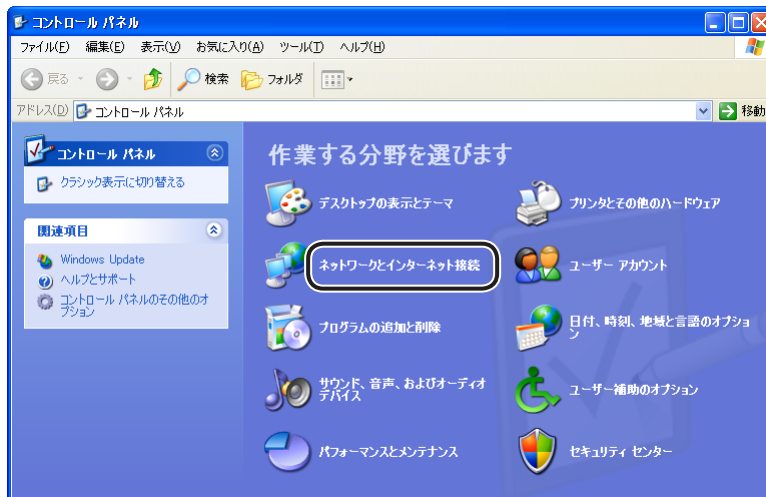 コントロール パネル
ファイル(F) 編集(E) 表示(V) お気に入り(A) ツール(T) ヘルプ(H)
戻る 検索 フォルダ
アドレス(D) コントロール パネル 移動
コントロール パネル
クラシック表示に切り替える
関連項目
Windows Update
ヘルプとサポート
コントロール パネルのその他のオ
プション
作業する分野を選びます
デスクトップの表示とテーマ
プリンタとその他のハードウェア
ネットワークとインターネット接続
ユーザー アカウント
プログラムの追加と削除
日付、時刻、地域と言語のオプショ
ン
サウンド、音声、およびオーディオ
デバイス
ユーザー補助のオプション
パフォーマンスとメンテナンス
セキュリティ センター